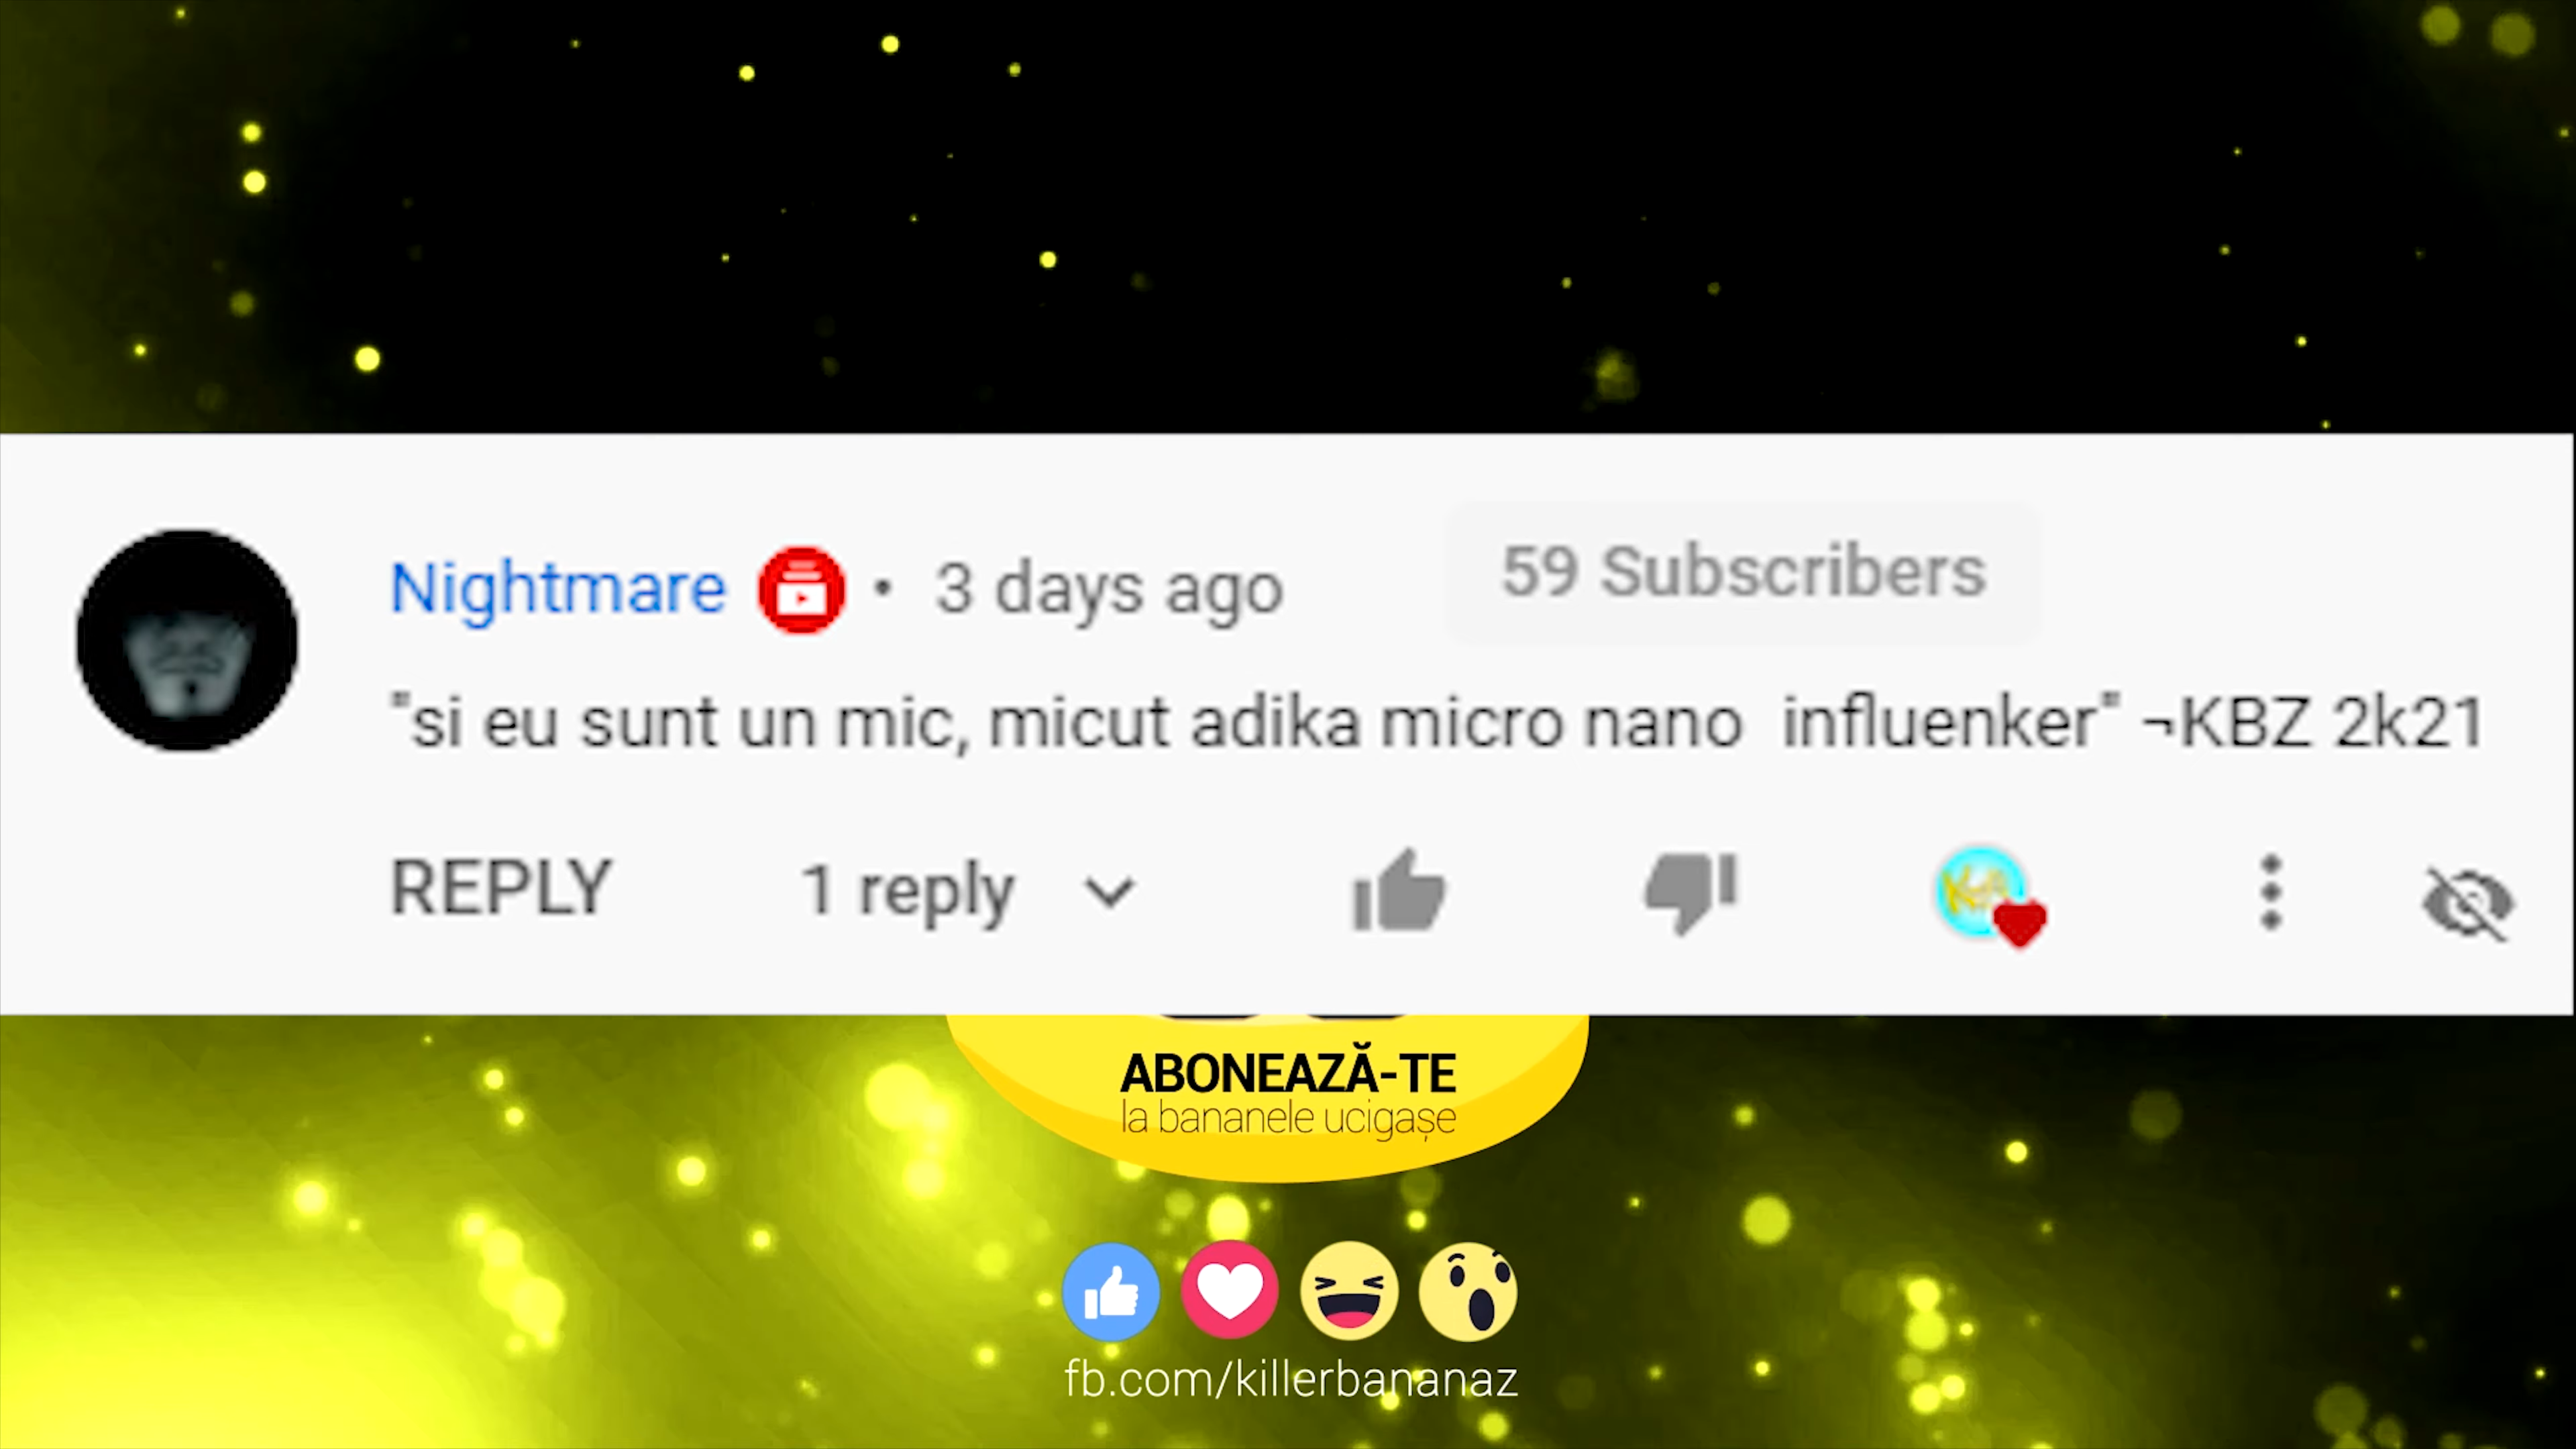 Nightmare • 3 days ago 59 Subscribers
"si eu sunt un mic, micut adika micro nano  influenker" ¬KBZ 2k21
REPLY 1 reply
ABONEAZĂ-TE
la bananele ucigașe
fb.com/killerbananaz